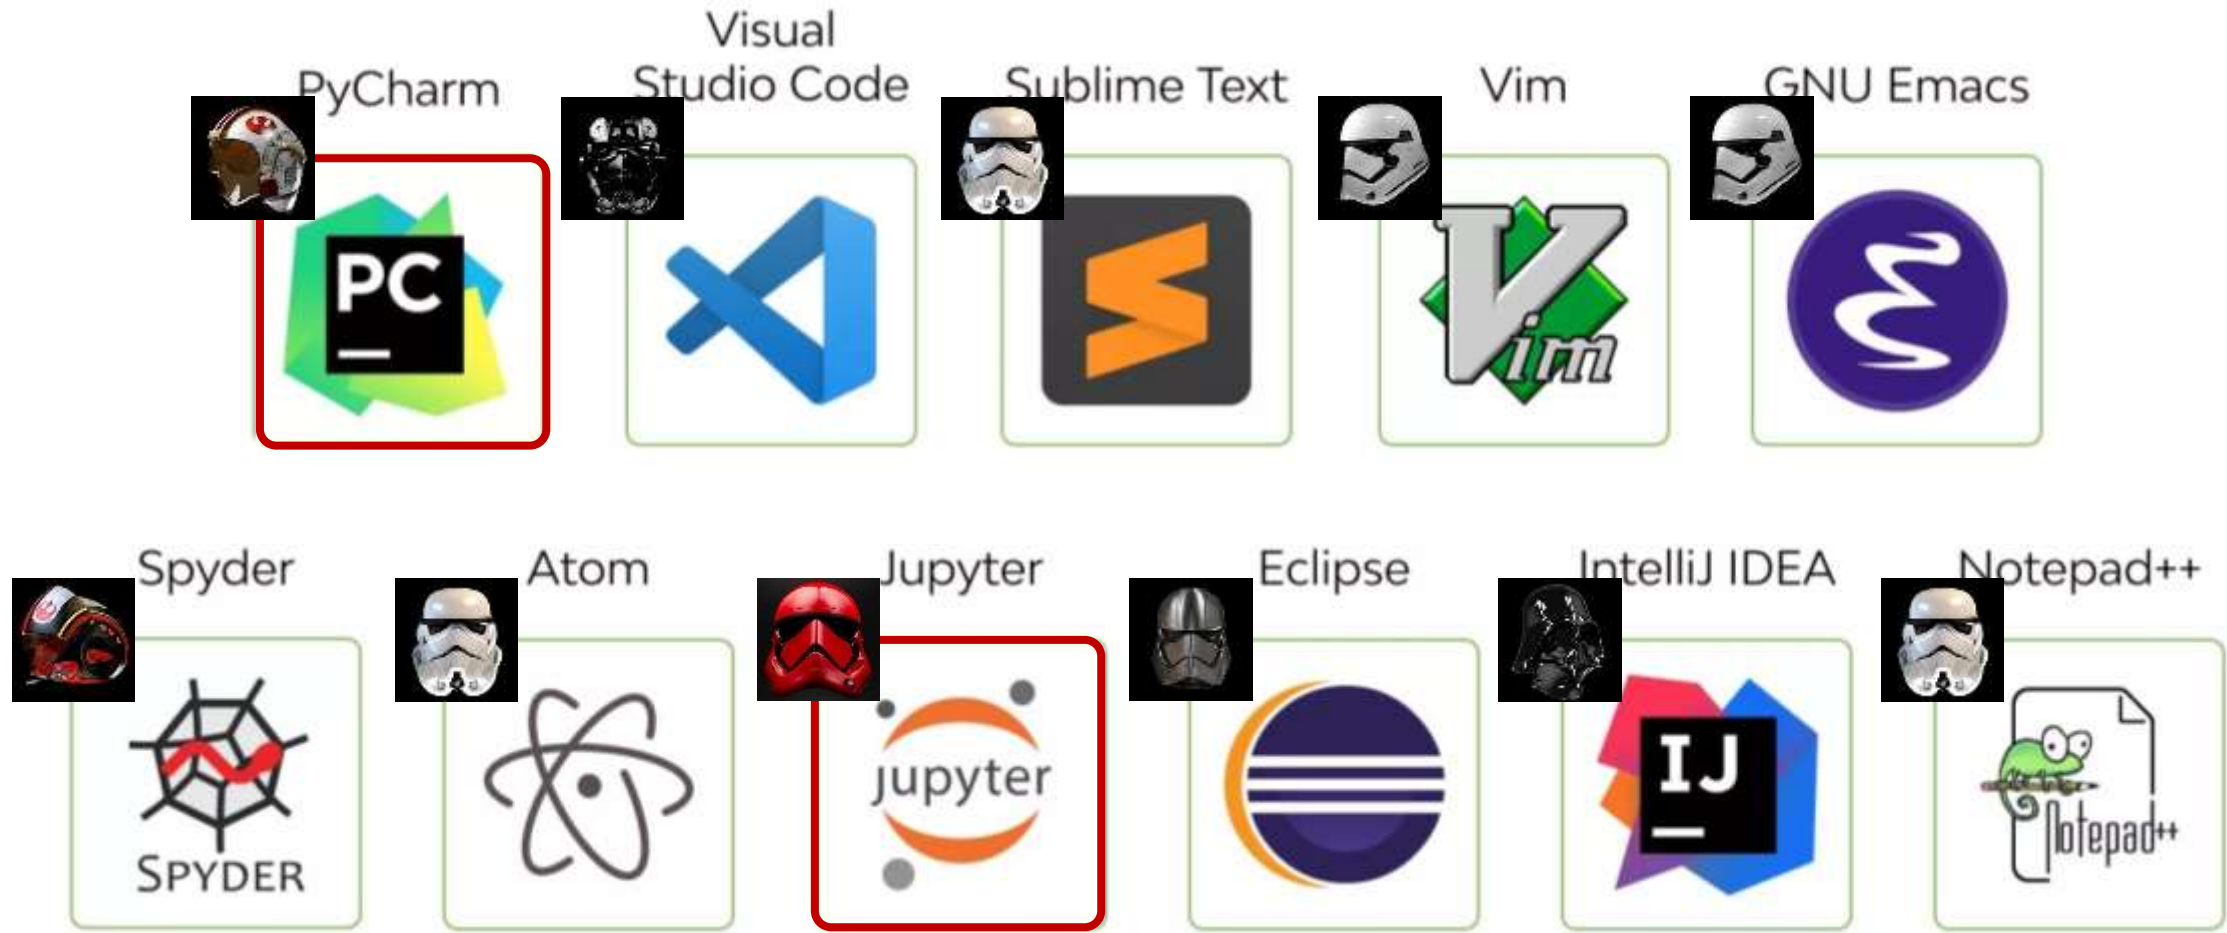 Visual
PyCharm
Studio Code
Sublime Text
Vim
GNU Emacs
PC
Vim
Spyder
Atom
Jupyter
Eclipse
IntelliJ IDEA
Notepad++
SPYDER
jupyter
IJ
Notepad++